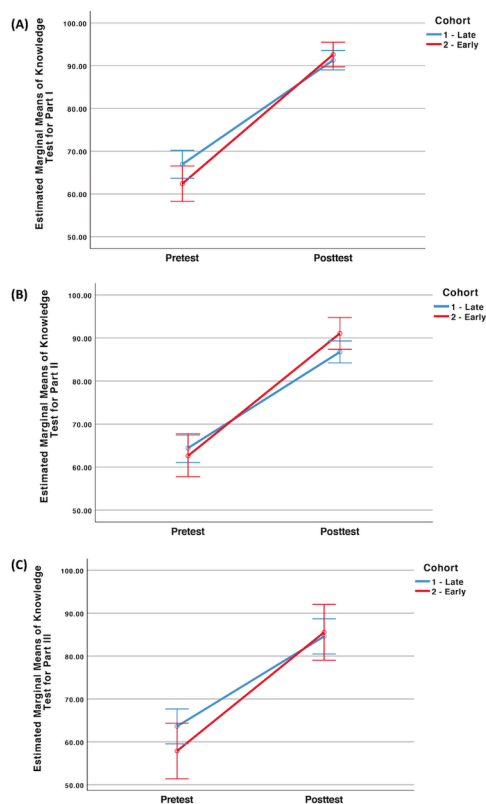 (A)
Estimated Marginal Means of Knowledge
Test for Part I
100.00
90.00
80.00
70.00
60.00
50.00
Pretest
Posttest
Cohort
1 - Late
2 - Early
(B)
Estimated Marginal Means of Knowledge
Test for Part II
100.00
90.00
80.00
70.00
60.00
50.00
Pretest
Posttest
Cohort
1 - Late
2 - Early
(C)
Estimated Marginal Means of Knowledge
Test for Part III
100.00
90.00
80.00
70.00
60.00
50.00
Pretest
Posttest
Cohort
1 - Late
2 - Early